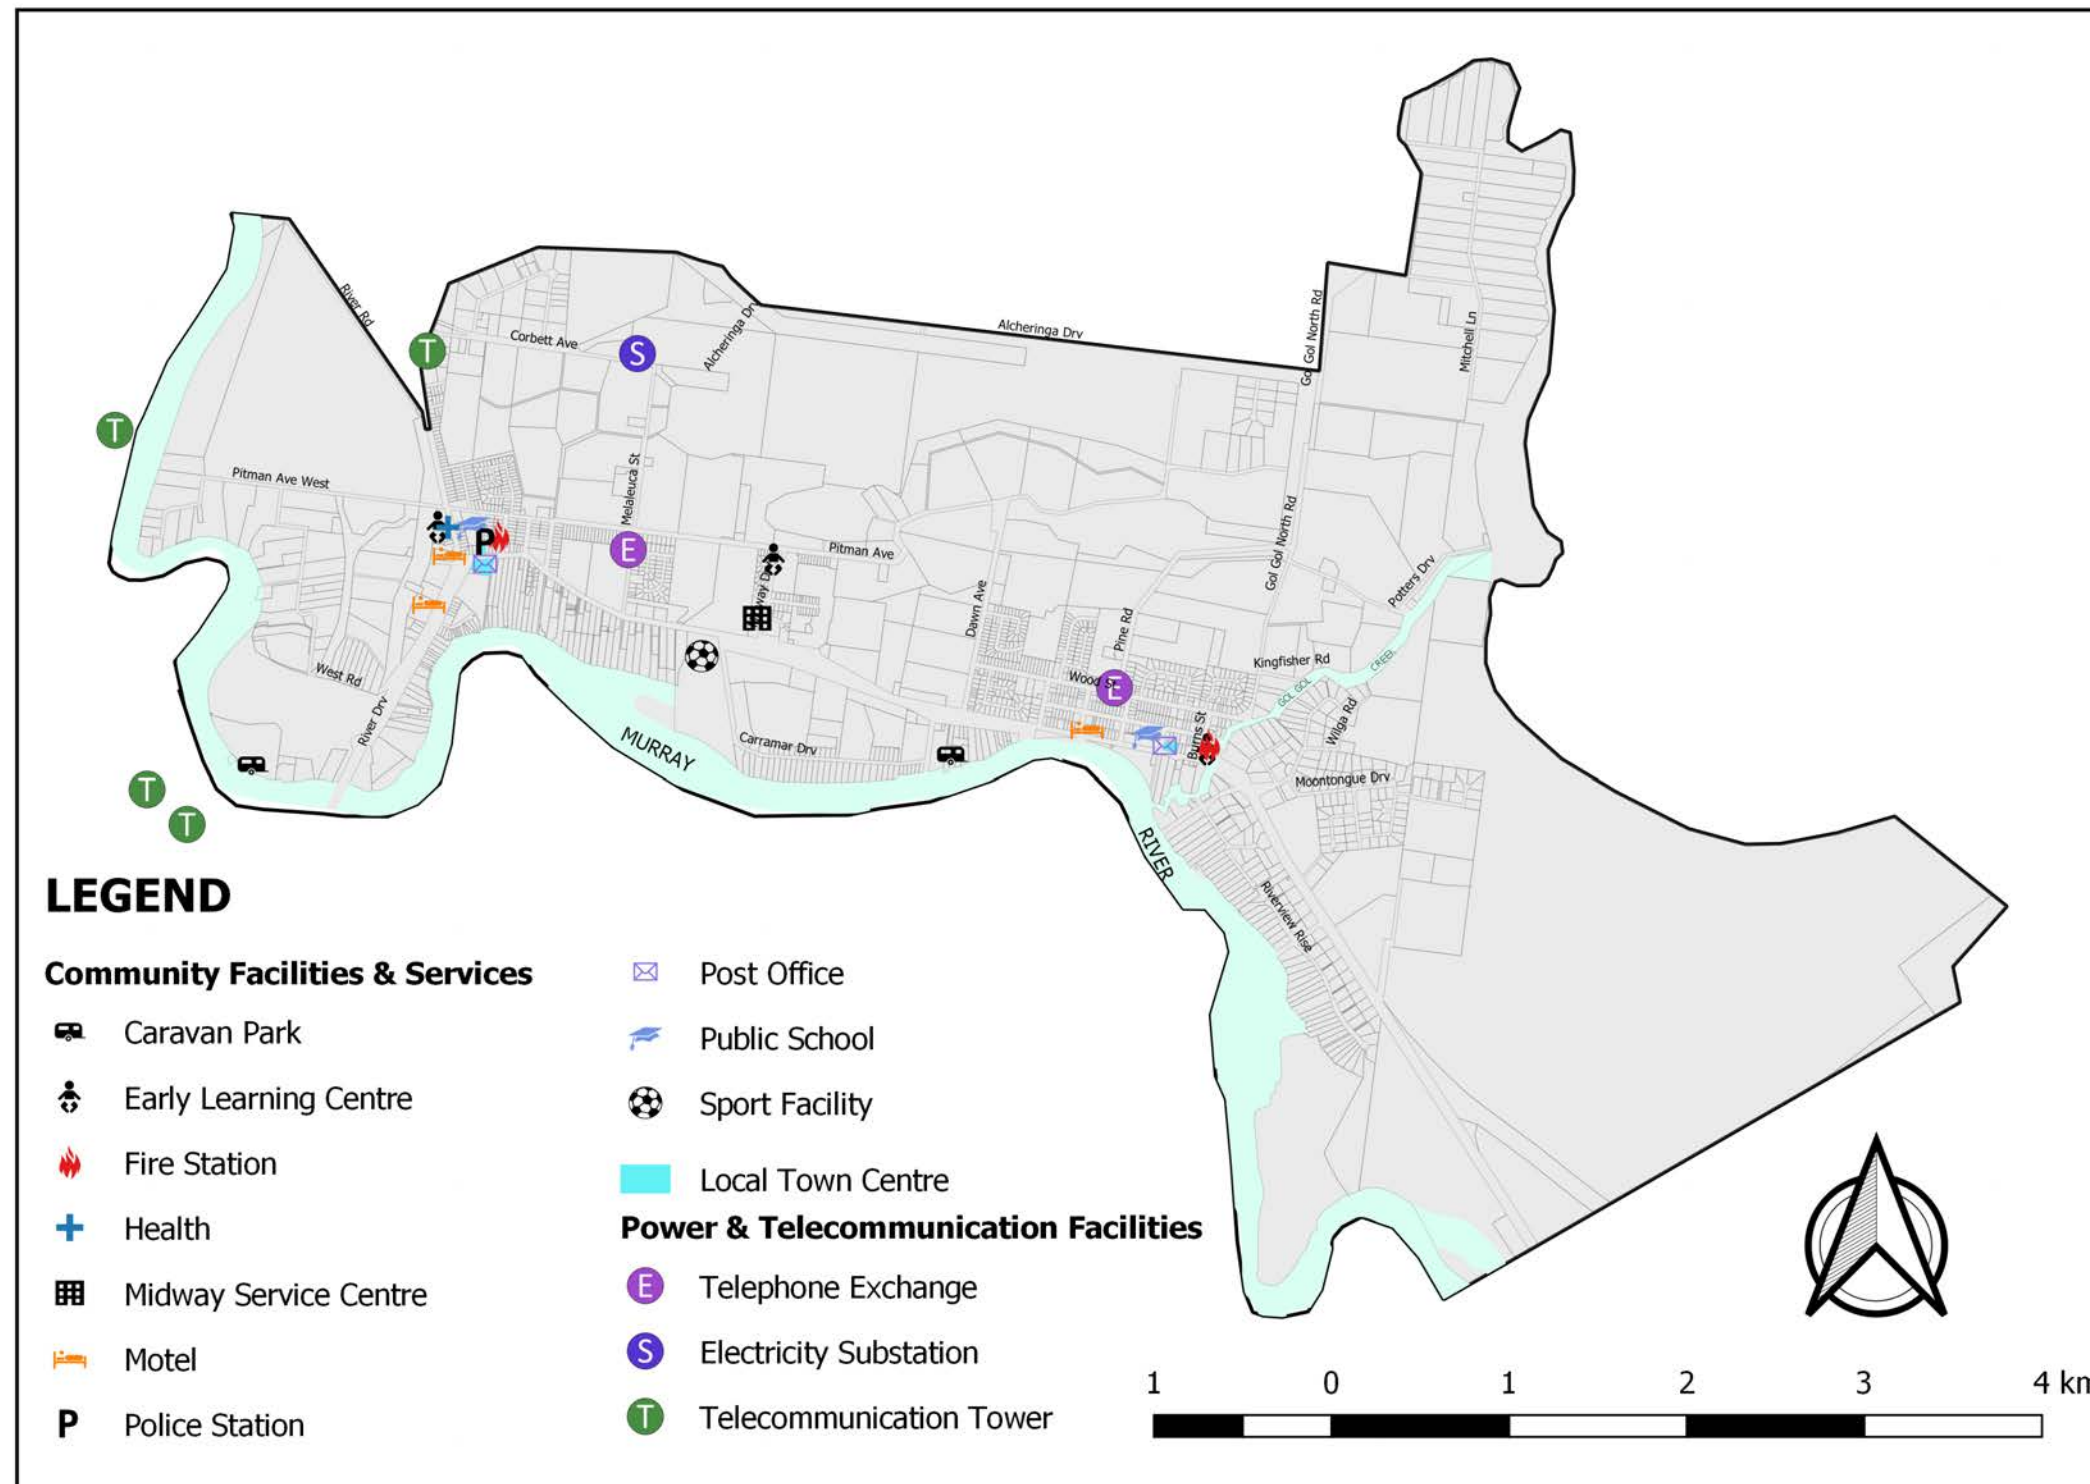 River Rd
Corbett Ave
Alcheringa Drv
Alcheringa Drv
Gol Gol North Rd
Mitchell Ln
T
S
T
Pitman Ave West
Melaleuca St
P
E
Pitman Ave
Gol Gol North Rd
Potters Drv
Dawn Ave
Pine Rd
Kingfisher Rd
CREEK
GOL GOL
West Rd
Wood St
E
River Drv
MURRAY
Carramar Drv
Burns St
Wilga Rd
Moontongue Drv
T
T
RIVER
Riverview Rise
LEGEND
Community Facilities & Services
Caravan Park
Early Learning Centre
Fire Station
Health
Midway Service Centre
Motel
P Police Station
Post Office
Public School
Sport Facility
Local Town Centre
Power & Telecommunication Facilities
E Telephone Exchange
S Electricity Substation
T Telecommunication Tower
1 0 1 2 3 4 km